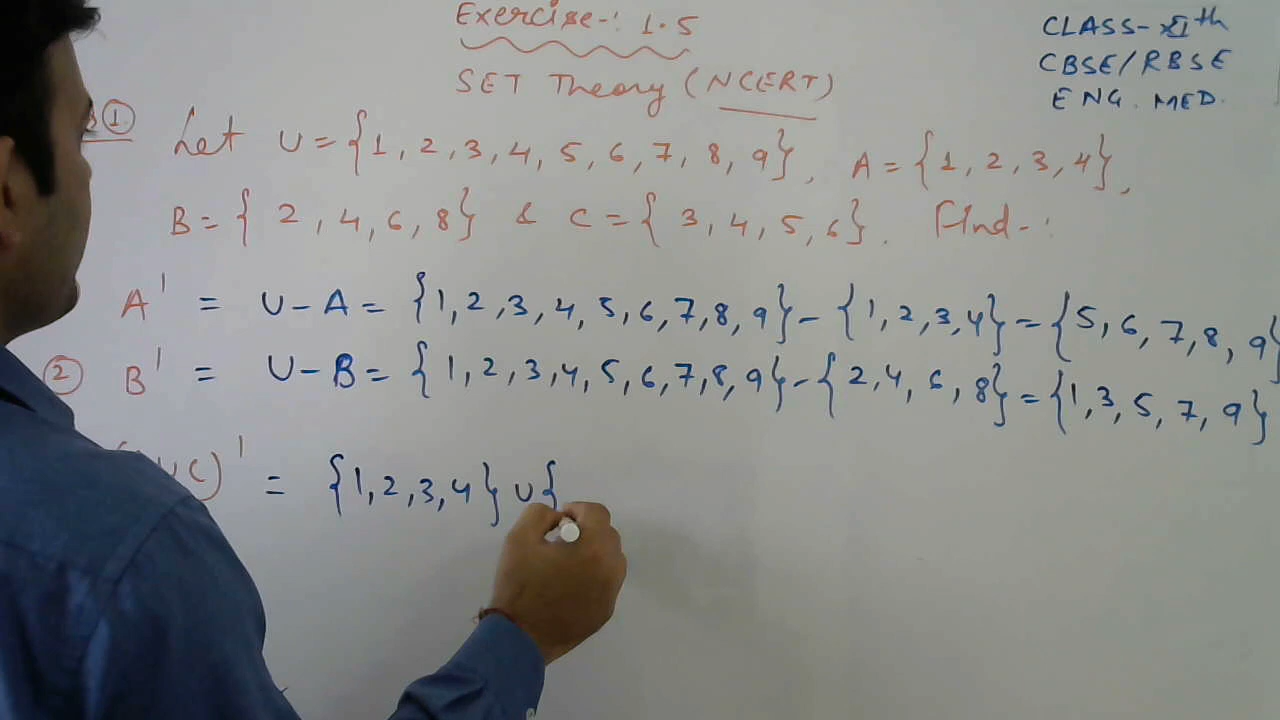 Exercise-: 1.5
SET Theory (NCERT)
CLASS-XIth
CBSE/RBSE
ENG. MED.
① Let U = {1, 2, 3, 4, 5, 6, 7, 8, 9}, A = {1, 2, 3, 4},
B = { 2, 4, 6, 8} & C = { 3, 4, 5, 6}. Find-:
A' = U - A = {1, 2, 3, 4, 5, 6, 7, 8, 9} - {1, 2, 3, 4} = {5, 6, 7, 8, 9}
② B' = U - B = {1, 2, 3, 4, 5, 6, 7, 8, 9} - {2, 4, 6, 8} = {1, 3, 5, 7, 9}
∪C)' = {1, 2, 3, 4} ∪ {